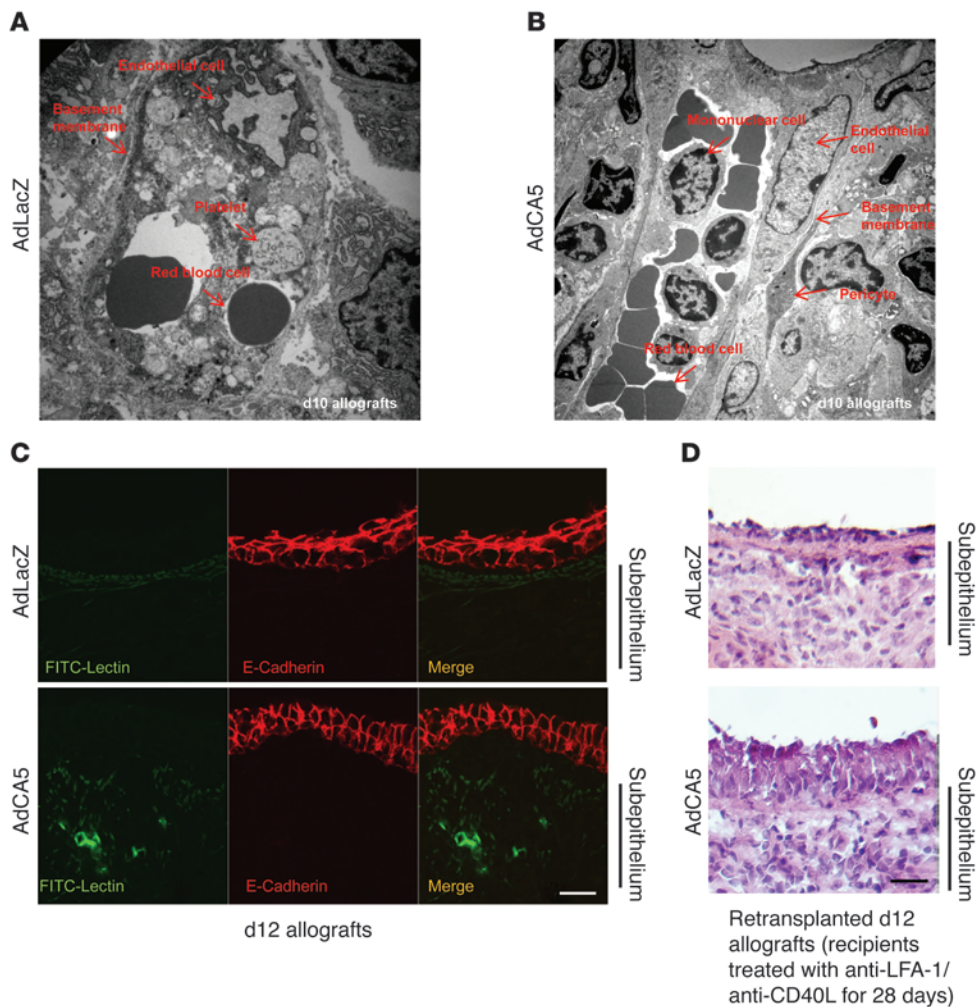 A
AdLacZ
Endothelial cell
Basement
membrane
Platelet
Red blood cell
d10 allografts
B
AdCA5
Mononuclear cell
Endothelial
cell
Basement
membrane
Pericyte
Red blood cell
d10 allografts
C
AdLacZ
FITC-Lectin
E-Cadherin
Merge
Subepithelium
AdCA5
FITC-Lectin
E-Cadherin
Merge
Subepithelium
d12 allografts
D
AdLacZ
Subepithelium
AdCA5
Subepithelium
Retransplanted d12
allografts (recipients
treated with anti-LFA-1/
anti-CD40L for 28 days)